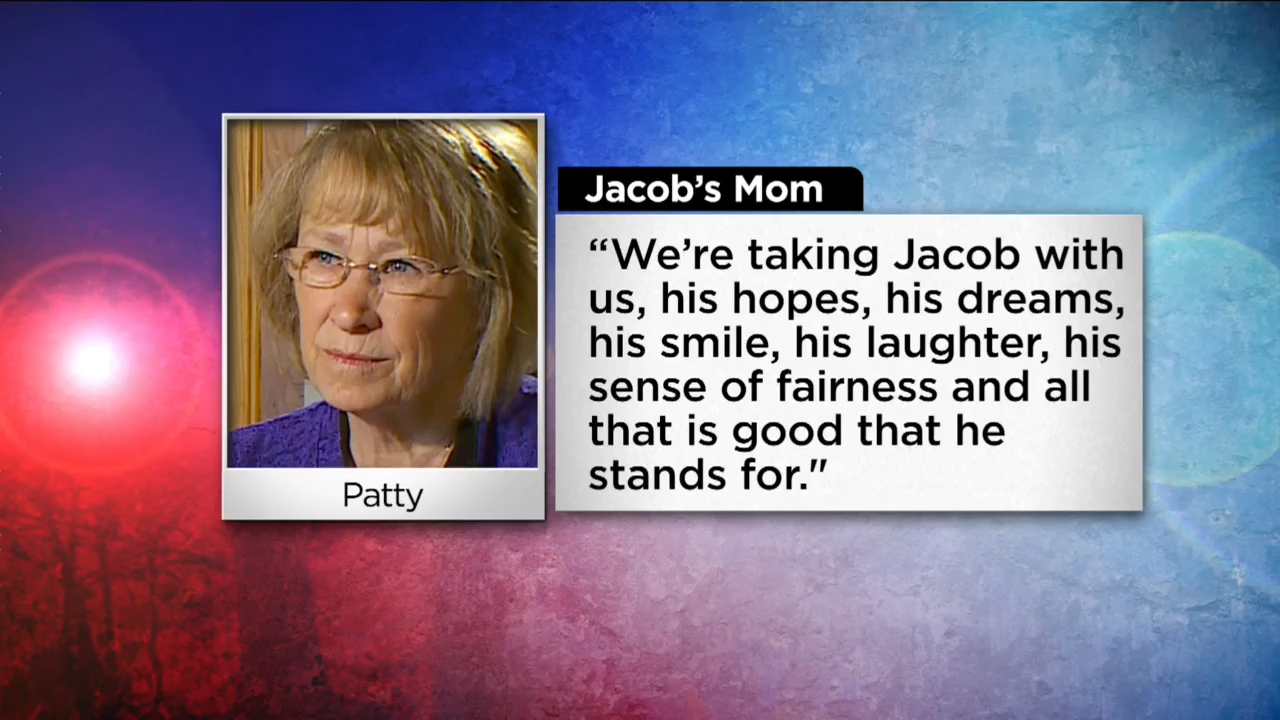 Jacob's Mom
“We’re taking Jacob with
us, his hopes, his dreams,
his smile, his laughter, his
sense of fairness and all
that is good that he
stands for."
Patty